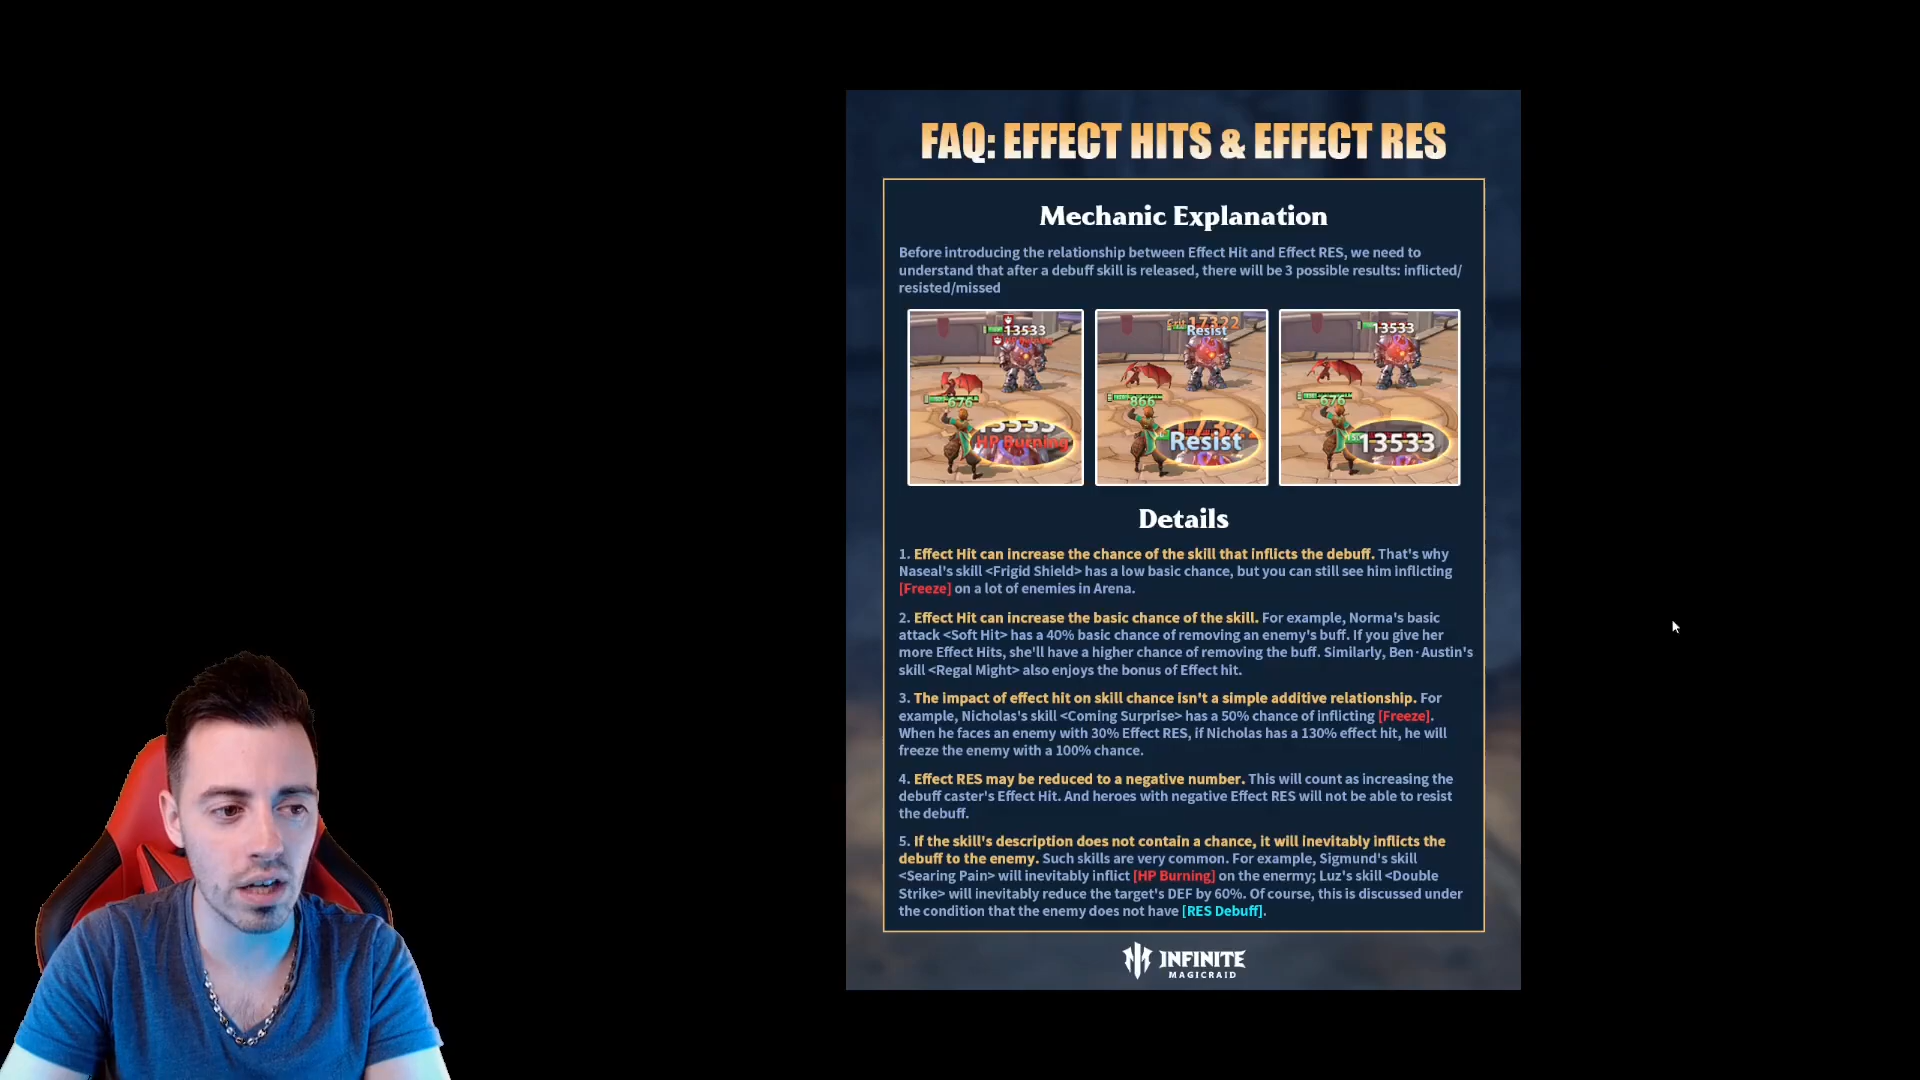 FAQ: EFFECT HITS & EFFECT RES
Mechanic Explanation
Before introducing the relationship between Effect Hit and Effect RES, we need to
understand that after a debuff skill is released, there will be 3 possible results: inflicted/
resisted/missed
13533
676
13533
HP Burning
Crit 17322
Resist
866
Resist
13533
676
13533
Details
1. Effect Hit can increase the chance of the skill that inflicts the debuff. That's why
Naseal's skill <Frigid Shield> has a low basic chance, but you can still see him inflicting
[Freeze] on a lot of enemies in Arena.
2. Effect Hit can increase the basic chance of the skill. For example, Norma's basic
attack <Soft Hit> has a 40% basic chance of removing an enemy's buff. If you give her
more Effect Hits, she'll have a higher chance of removing the buff. Similarly, Ben·Austin's
skill <Regal Might> also enjoys the bonus of Effect hit.
3. The impact of effect hit on skill chance isn't a simple additive relationship. For
example, Nicholas's skill <Coming Surprise> has a 50% chance of inflicting [Freeze].
When he faces an enemy with 30% Effect RES, if Nicholas has a 130% effect hit, he will
freeze the enemy with a 100% chance.
4. Effect RES may be reduced to a negative number. This will count as increasing the
debuff caster's Effect Hit. And heroes with negative Effect RES will not be able to resist
the debuff.
5. If the skill's description does not contain a chance, it will inevitably inflicts the
debuff to the enemy. Such skills are very common. For example, Sigmund's skill
<Searing Pain> will inevitably inflict [HP Burning] on the enermy; Luz's skill <Double
Strike> will inevitably reduce the target's DEF by 60%. Of course, this is discussed under
the condition that the enemy does not have [RES Debuff].
INFINITE
MAGICRAID